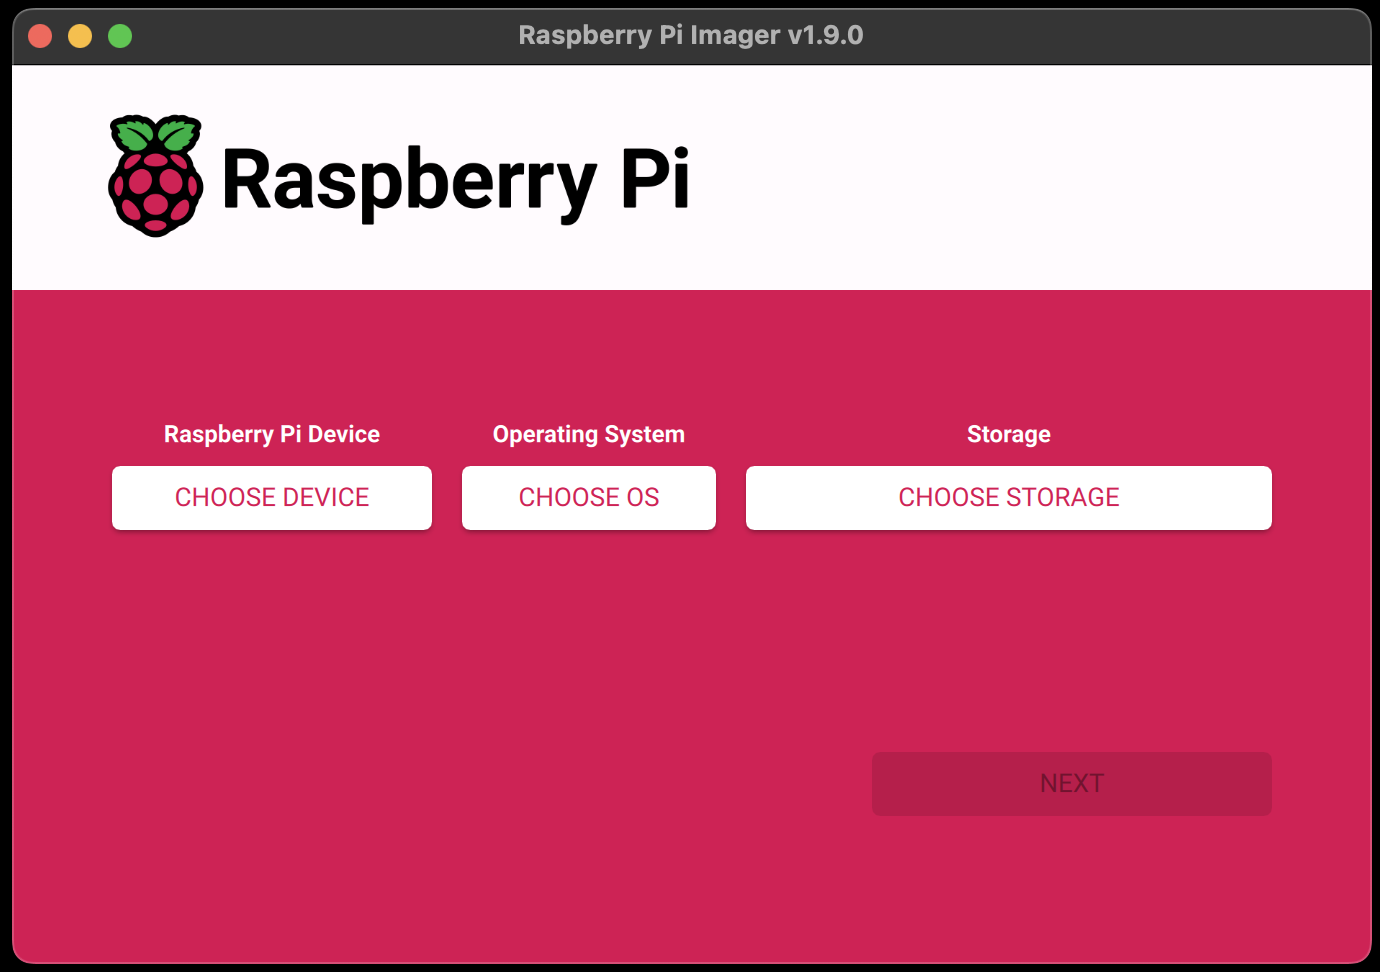 Raspberry Pi Imager v1.9.0
Raspberry Pi
Raspberry Pi Device
Operating System
Storage
CHOOSE DEVICE
CHOOSE OS
CHOOSE STORAGE
NEXT